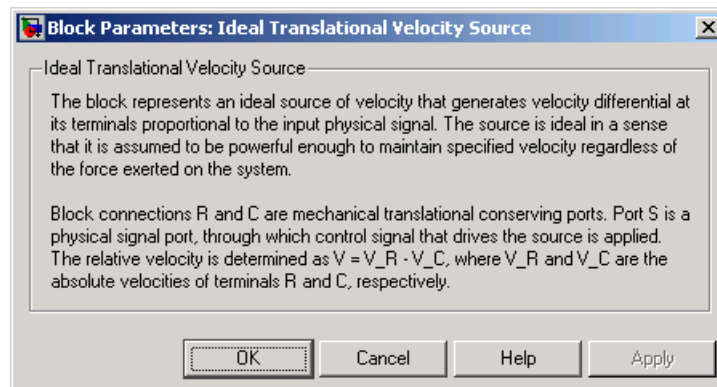 Block Parameters: Ideal Translational Velocity Source
Ideal Translational Velocity Source
The block represents an ideal source of velocity that generates velocity differential at
its terminals proportional to the input physical signal. The source is ideal in a sense
that it is assumed to be powerful enough to maintain specified velocity regardless of
the force exerted on the system.
Block connections R and C are mechanical translational conserving ports. Port S is a
physical signal port, through which control signal that drives the source is applied.
The relative velocity is determined as V = V_R - V_C, where V_R and V_C are the
absolute velocities of terminals R and C, respectively.
OK Cancel Help Apply